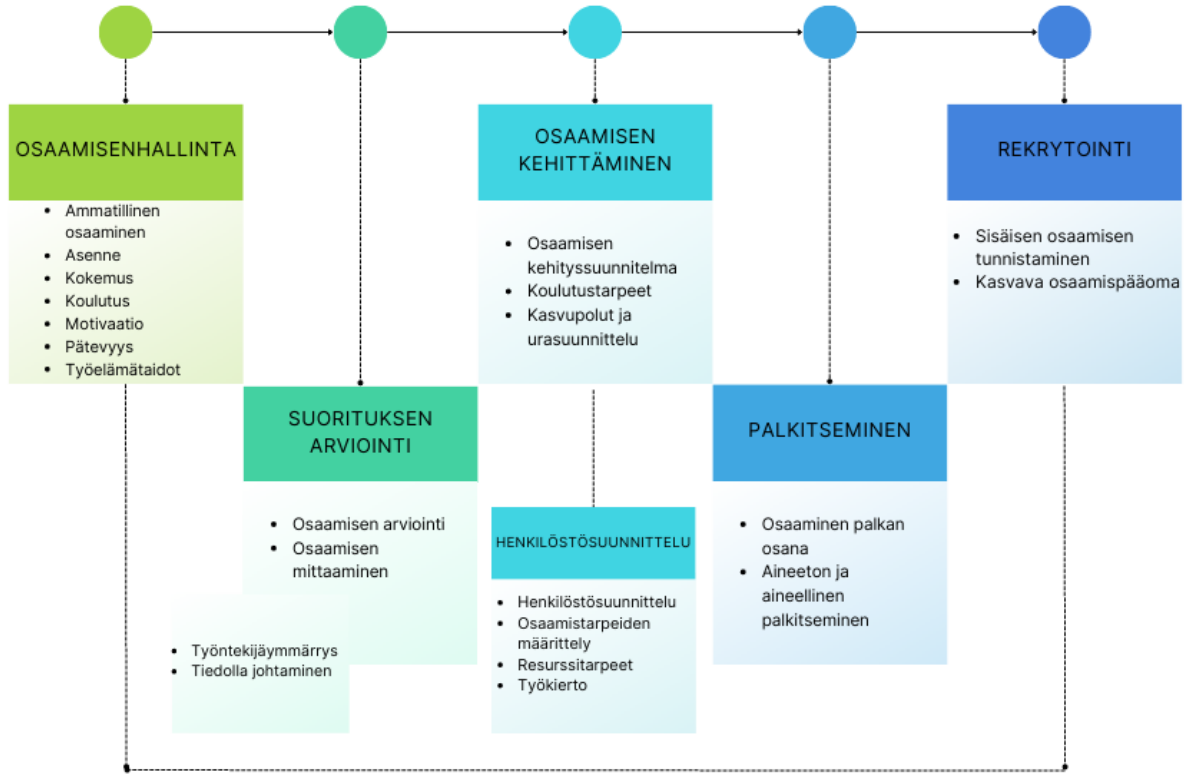 OSAAMISENHALLINTA
• Ammatillinen
osaaminen
• Asenne
• Kokemus
• Koulutus
• Motivaatio
• Pätevyys
• Työelämätaidot
SUORITUKSEN
ARVIOINTI
• Osaamisen arviointi
• Osaamisen
mittaaminen
• Työntekijäymmärrys
• Tiedolla johtaminen
OSAAMISEN
KEHITTÄMINEN
• Osaamisen
kehityssuunnitelma
• Koulutustarpeet
• Kasvupolut ja
urasuunnittelu
HENKILÖSTÖSUUNNITTELU
• Henkilöstösuunnittelu
• Osaamistarpeiden
määrittely
• Resurssitarpeet
• Työkierto
PALKITSEMINEN
• Osaaminen palkan
osana
• Aineeton ja
aineellinen
palkitseminen
REKRYTOINTI
• Sisäisen osaamisen
tunnistaminen
• Kasvava osaamispääoma